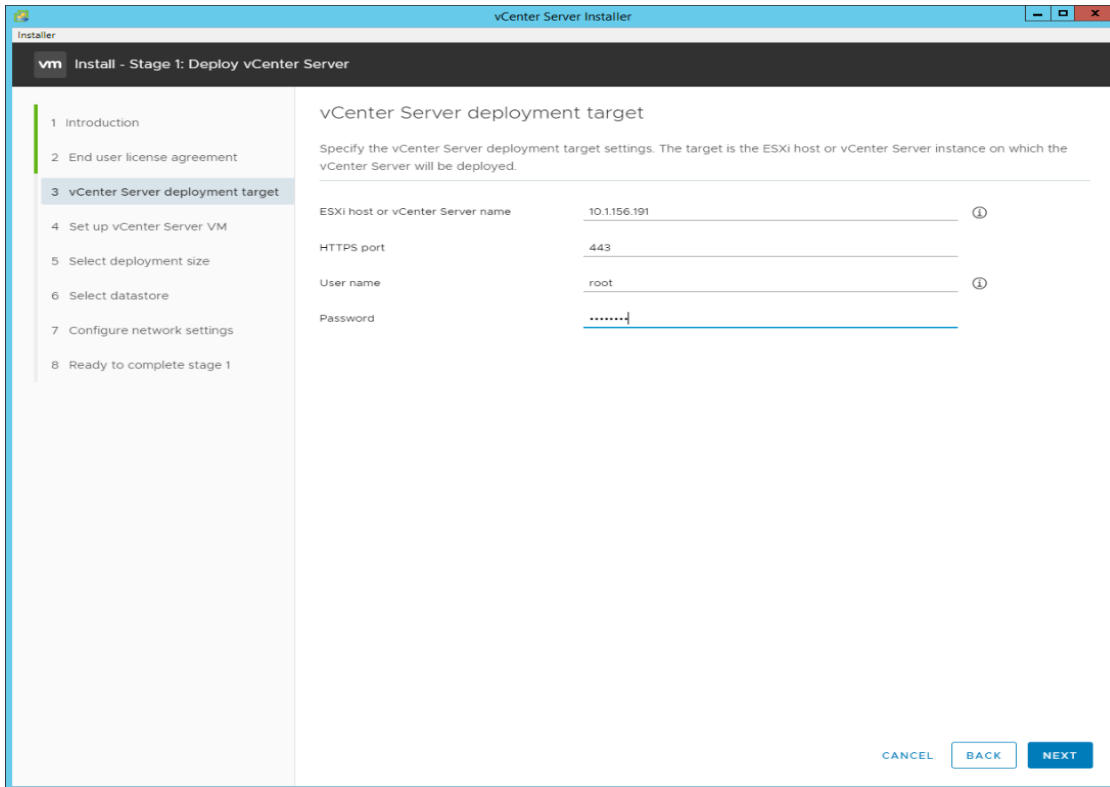 vCenter Server Installer
Installer
vm Install - Stage 1: Deploy vCenter Server
1 Introduction
2 End user license agreement
3 vCenter Server deployment target
4 Set up vCenter Server VM
5 Select deployment size
6 Select datastore
7 Configure network settings
8 Ready to complete stage 1
vCenter Server deployment target
Specify the vCenter Server deployment target settings. The target is the ESXi host or vCenter Server instance on which the
vCenter Server will be deployed.
ESXi host or vCenter Server name 10.1.156.191
HTTPS port 443
User name root
Password ••••••••
CANCEL BACK NEXT